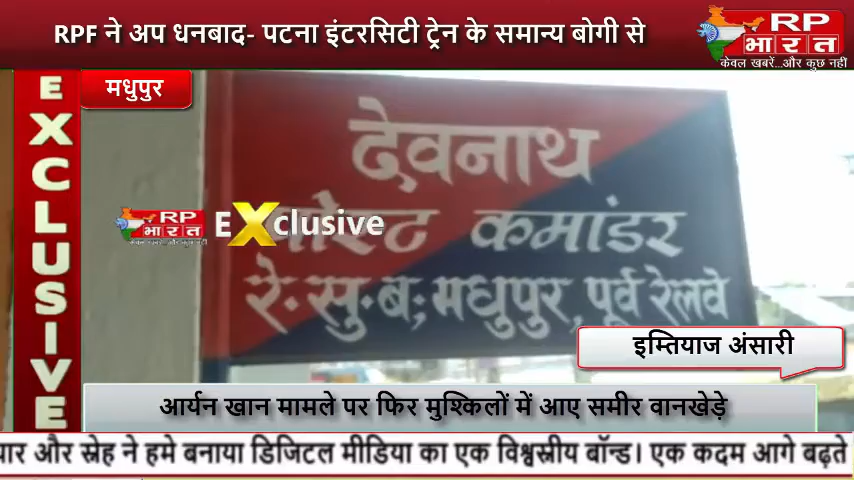 RPF ने अप धनबाद- पटना इंटरसिटी ट्रेन के समान्य बोगी से
RP
भारत
केवल खबरें...और कुछ नहीं
EXCLUSIVE
मधुपुर
देवनाथ
पोस्ट कमांडर
रे॰सु॰ब॰, मधुपुर, पूर्व रेलवे
RP
भारत
EXclusive
इम्तियाज अंसारी
आर्यन खान मामले पर फिर मुश्किलों में आए समीर वानखेड़े
और स्नेह ने हमे बनाया डिजिटल मीडिया का एक विश्वस्नीय बॉन्ड। एक कदम आगे बढ़ते